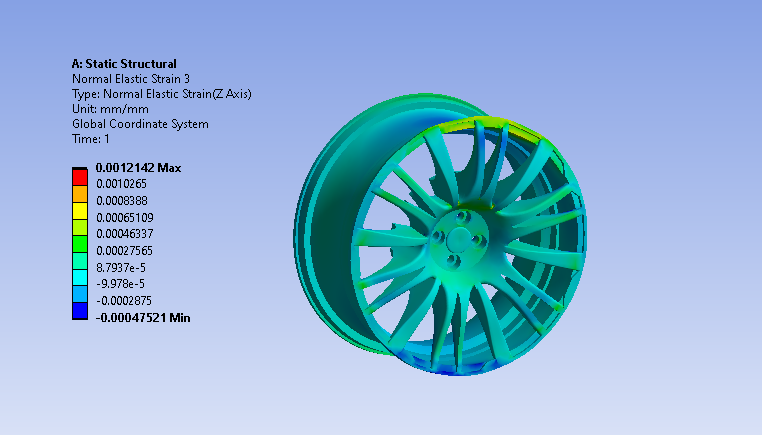 A: Static Structural
Normal Elastic Strain 3
Type: Normal Elastic Strain(Z Axis)
Unit: mm/mm
Global Coordinate System
Time: 1
0.0012142 Max
0.0010265
0.0008388
0.00065109
0.00046337
0.00027565
8.7937e-5
-9.978e-5
-0.0002875
-0.00047521 Min